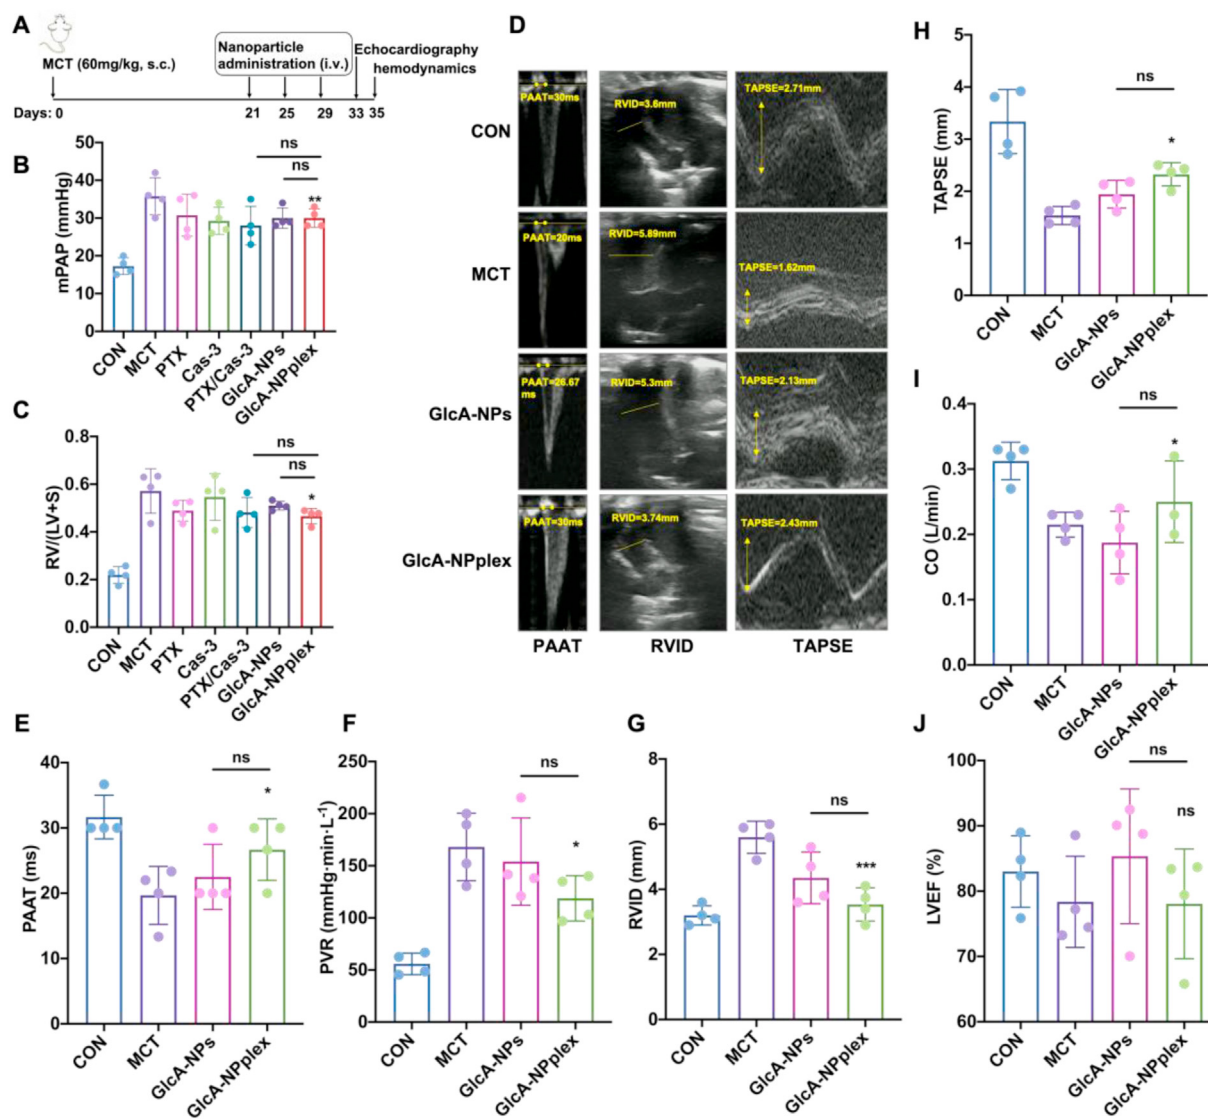 A
MCT (60mg/kg, s.c.)
Nanoparticle
administration (i.v.)
Echocardiography
hemodynamics
Days: 0
21
25
29
33
35
B
mPAP (mmHg)
50
40
30
20
10
0
ns
ns
**
CON
MCT
PTX
Cas-3
PTX/Cas-3
GlcA-NPs
GlcA-NPplex
C
RV/(LV+S)
0.8
0.6
0.4
0.2
0.0
ns
ns
*
CON
MCT
PTX
Cas-3
PTX/Cas-3
GlcA-NPs
GlcA-NPplex
D
CON
PAAT=30ms
RVID=3.6mm
TAPSE=2.71mm
MCT
PAAT=20ms
RVID=5.89mm
TAPSE=1.62mm
GlcA-NPs
PAAT=26.67
ms
RVID=5.3mm
TAPSE=2.13mm
GlcA-NPplex
PAAT=30ms
RVID=3.74mm
TAPSE=2.43mm
PAAT
RVID
TAPSE
H
TAPSE (mm)
5
4
3
2
1
0
ns
*
CON
MCT
GlcA-NPs
GlcA-NPplex
I
CO (L/min)
0.4
0.3
0.2
0.1
0.0
ns
*
CON
MCT
GlcA-NPs
GlcA-NPplex
E
PAAT (ms)
40
30
20
10
0
ns
*
CON
MCT
GlcA-NPs
GlcA-NPplex
F
PVR (mmHg·min·L⁻¹)
250
200
150
100
50
0
ns
*
CON
MCT
GlcA-NPs
GlcA-NPplex
G
RVID (mm)
8
6
4
2
0
ns
***
CON
MCT
GlcA-NPs
GlcA-NPplex
J
LVEF (%)
100
90
80
70
60
ns
ns
CON
MCT
GlcA-NPs
GlcA-NPplex